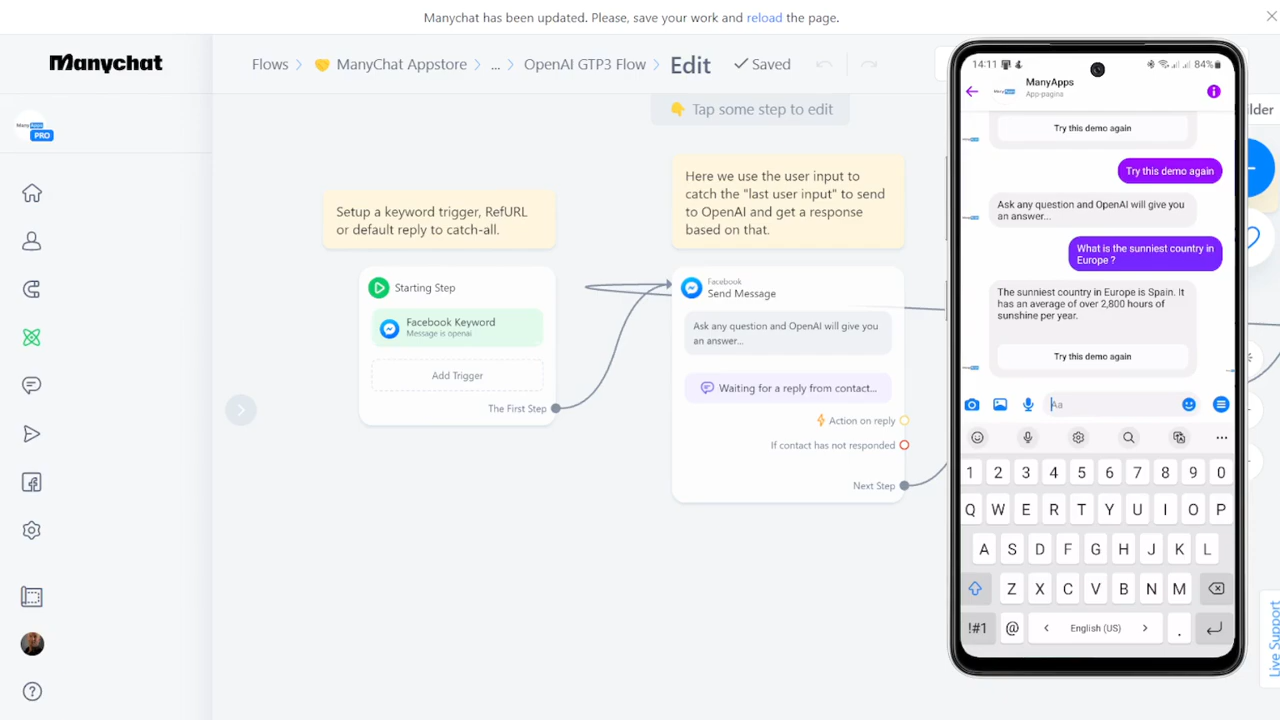 Manychat has been updated. Please, save your work and reload the page.
Manychat
Flows
ManyChat Appstore
...
OpenAI GTP3 Flow
Edit
Saved
PRO
Tap some step to edit
Setup a keyword trigger, RefURL
or default reply to catch-all.
Here we use the user input to
catch the "last user input" to send
to OpenAI and get a response
based on that.
Starting Step
Facebook Keyword
Message is openai
Add Trigger
The First Step
Facebook
Send Message
Ask any question and OpenAI will give you
an answer...
Waiting for a reply from contact...
Action on reply
If contact has not responded
Next Step
14:11
84%
ManyApps
App-pagina
Try this demo again
Try this demo again
Ask any question and OpenAI will give you
an answer...
What is the sunniest country in
Europe ?
The sunniest country in Europe is Spain. It
has an average of over 2,800 hours of
sunshine per year.
Try this demo again
Aa
1 2 3 4 5 6 7 8 9 0
Q W E R T Y U I O P
A S D F G H J K L
Z X C V B N M
!#1 @ < English (US) > .
ilder
Live Support